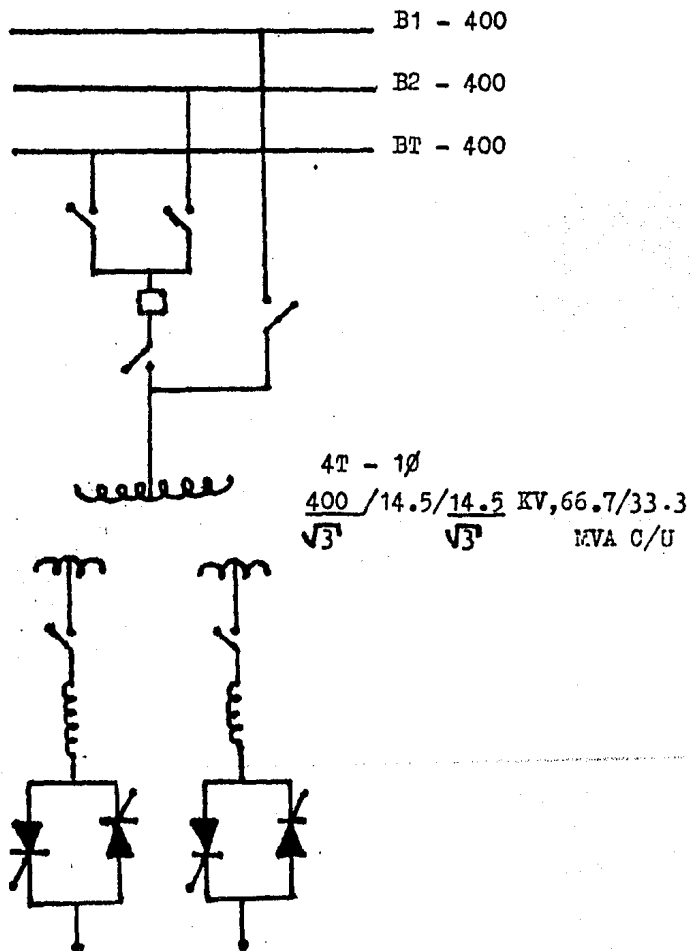 B1 - 400
B2 - 400
BT - 400
4T - 1ø
400/√3 /14.5/14.5/√3 KV,66.7/33.3
MVA C/U